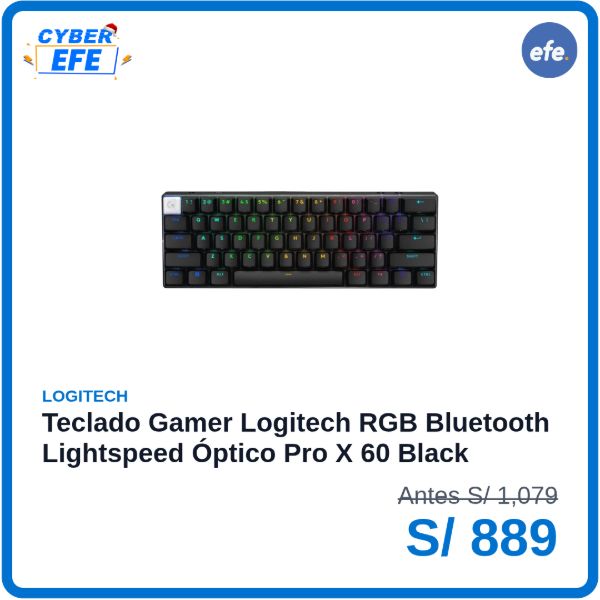 CYBER
EFE
efe.
LOGITECH
Teclado Gamer Logitech RGB Bluetooth
Lightspeed Óptico Pro X 60 Black
Antes S/ 1,079
S/ 889